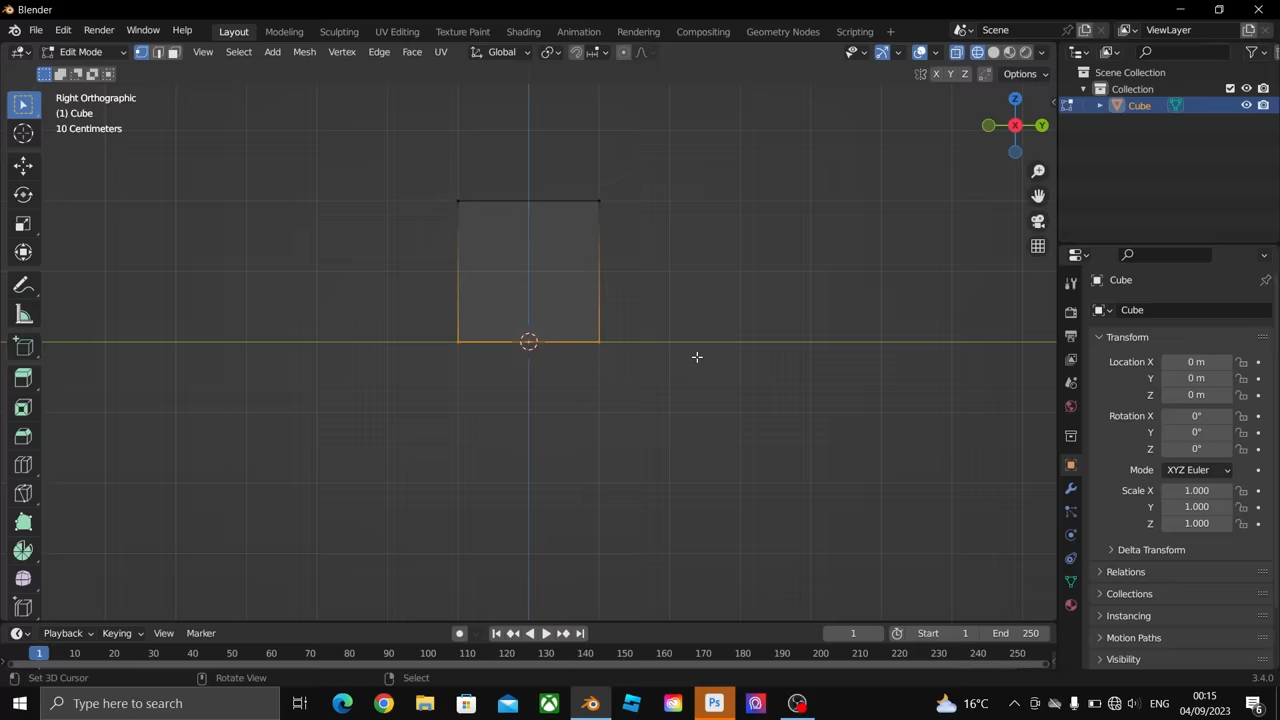 Blender
File Edit Render Window Help Layout Modeling Sculpting UV Editing Texture Paint Shading Animation Rendering Compositing Geometry Nodes Scripting + Scene ViewLayer
Edit Mode View Select Add Mesh Vertex Edge Face UV Global
X Y Z Options
Right Orthographic
(1) Cube
10 Centimeters
Z
X Y
Scene Collection
Collection
Cube
Cube
Cube
Transform
Location X 0 m
Y 0 m
Z 0 m
Rotation X 0°
Y 0°
Z 0°
Mode XYZ Euler
Scale X 1.000
Y 1.000
Z 1.000
Delta Transform
Relations
Collections
Instancing
Motion Paths
Visibility
Playback Keying View Marker 1 Start 1 End 250
1 10 20 30 40 50 60 70 80 90 100 110 120 130 140 150 160 170 180 190 200 210 220 230 240 250
Set 3D Cursor Rotate View Select 3.4.0
Type here to search Ps 16°C ENG 00:15 04/09/2023 6